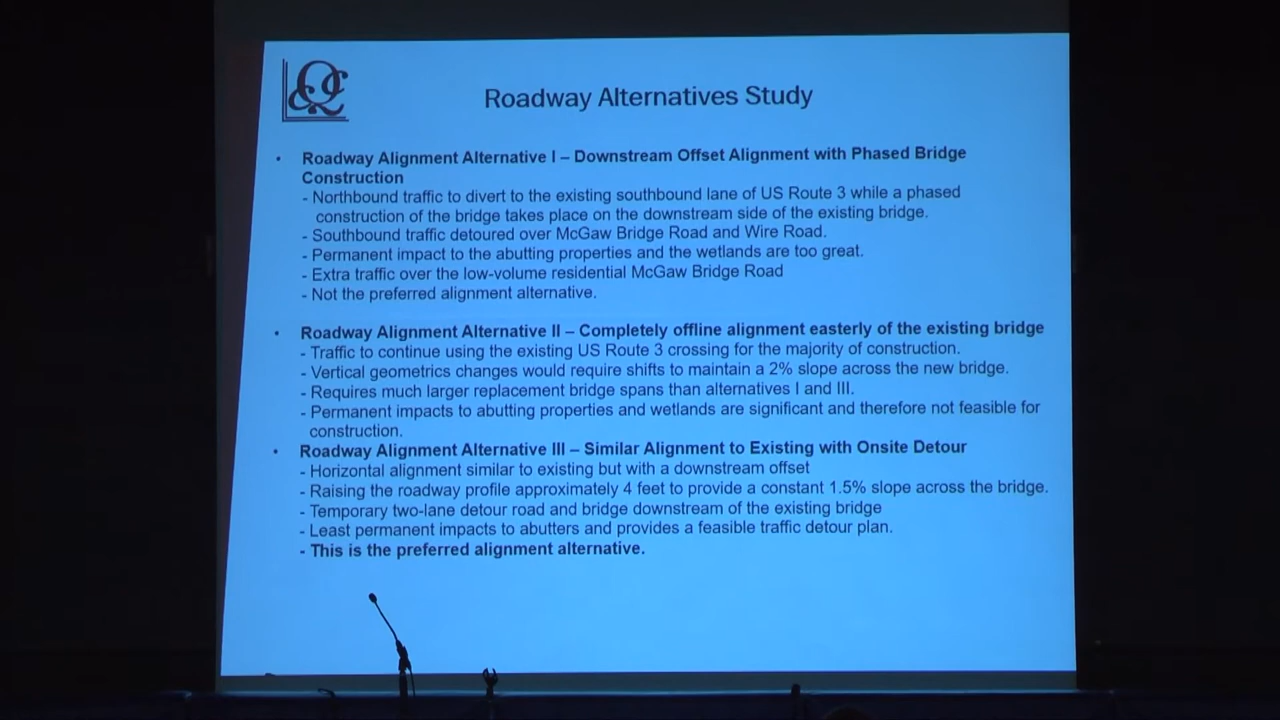 Roadway Alternatives Study
• Roadway Alignment Alternative I – Downstream Offset Alignment with Phased Bridge
Construction
- Northbound traffic to divert to the existing southbound lane of US Route 3 while a phased
construction of the bridge takes place on the downstream side of the existing bridge.
- Southbound traffic detoured over McGaw Bridge Road and Wire Road.
- Permanent impact to the abutting properties and the wetlands are too great.
- Extra traffic over the low-volume residential McGaw Bridge Road
- Not the preferred alignment alternative.
• Roadway Alignment Alternative II – Completely offline alignment easterly of the existing bridge
- Traffic to continue using the existing US Route 3 crossing for the majority of construction.
- Vertical geometrics changes would require shifts to maintain a 2% slope across the new bridge.
- Requires much larger replacement bridge spans than alternatives I and III.
- Permanent impacts to abutting properties and wetlands are significant and therefore not feasible for
construction.
• Roadway Alignment Alternative III – Similar Alignment to Existing with Onsite Detour
- Horizontal alignment similar to existing but with a downstream offset
- Raising the roadway profile approximately 4 feet to provide a constant 1.5% slope across the bridge.
- Temporary two-lane detour road and bridge downstream of the existing bridge
- Least permanent impacts to abutters and provides a feasible traffic detour plan.
- This is the preferred alignment alternative.